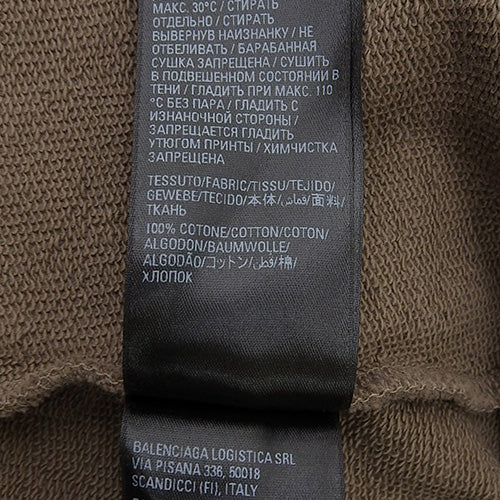 МАКС. 30°C / СТИРАТЬ
ОТДЕЛЬНО / СТИРАТЬ
ВЫВЕРНУВ НАИЗНАНКУ / НЕ
ОТБЕЛИВАТЬ / БАРАБАННАЯ
СУШКА ЗАПРЕЩЕНА / СУШИТЬ
В ПОДВЕШЕННОМ СОСТОЯНИИ В
ТЕНИ / ГЛАДИТЬ ПРИ МАКС. 110
°C БЕЗ ПАРА / ГЛАДИТЬ С
ИЗНАНОЧНОЙ СТОРОНЫ /
ЗАПРЕЩАЕТСЯ ГЛАДИТЬ
УТЮГОМ ПРИНТЫ / ХИМЧИСТКА
ЗАПРЕЩЕНА
TESSUTO/FABRIC/TISSU/TEJIDO/
GEWEBE/TECIDO/本体/قماش/面料/
ТКАНЬ
100% COTONE/COTTON/COTON/
ALGODON/BAUMWOLLE/
ALGODÃO/コットン/قطن/棉/
ХЛОПОК
BALENCIAGA LOGISTICA SRL
VIA PISANA 336, 50018
SCANDICCI (FI), ITALY